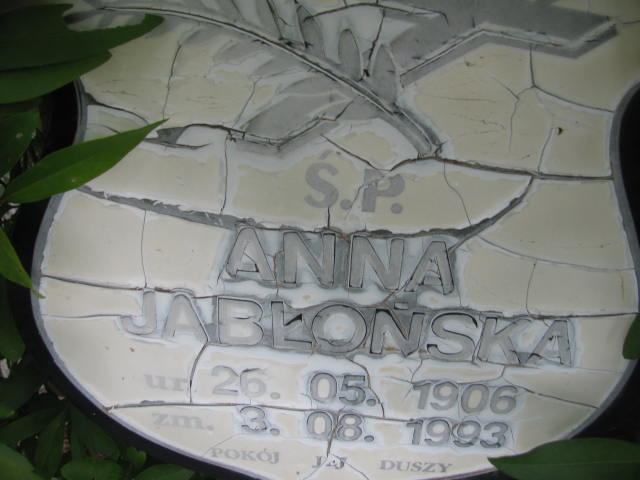 Ś.P.
ANNA
JABŁOŃSKA
ur. 26. 05. 1906
zm. 3. 08. 1993
POKÓJ JEJ DUSZY